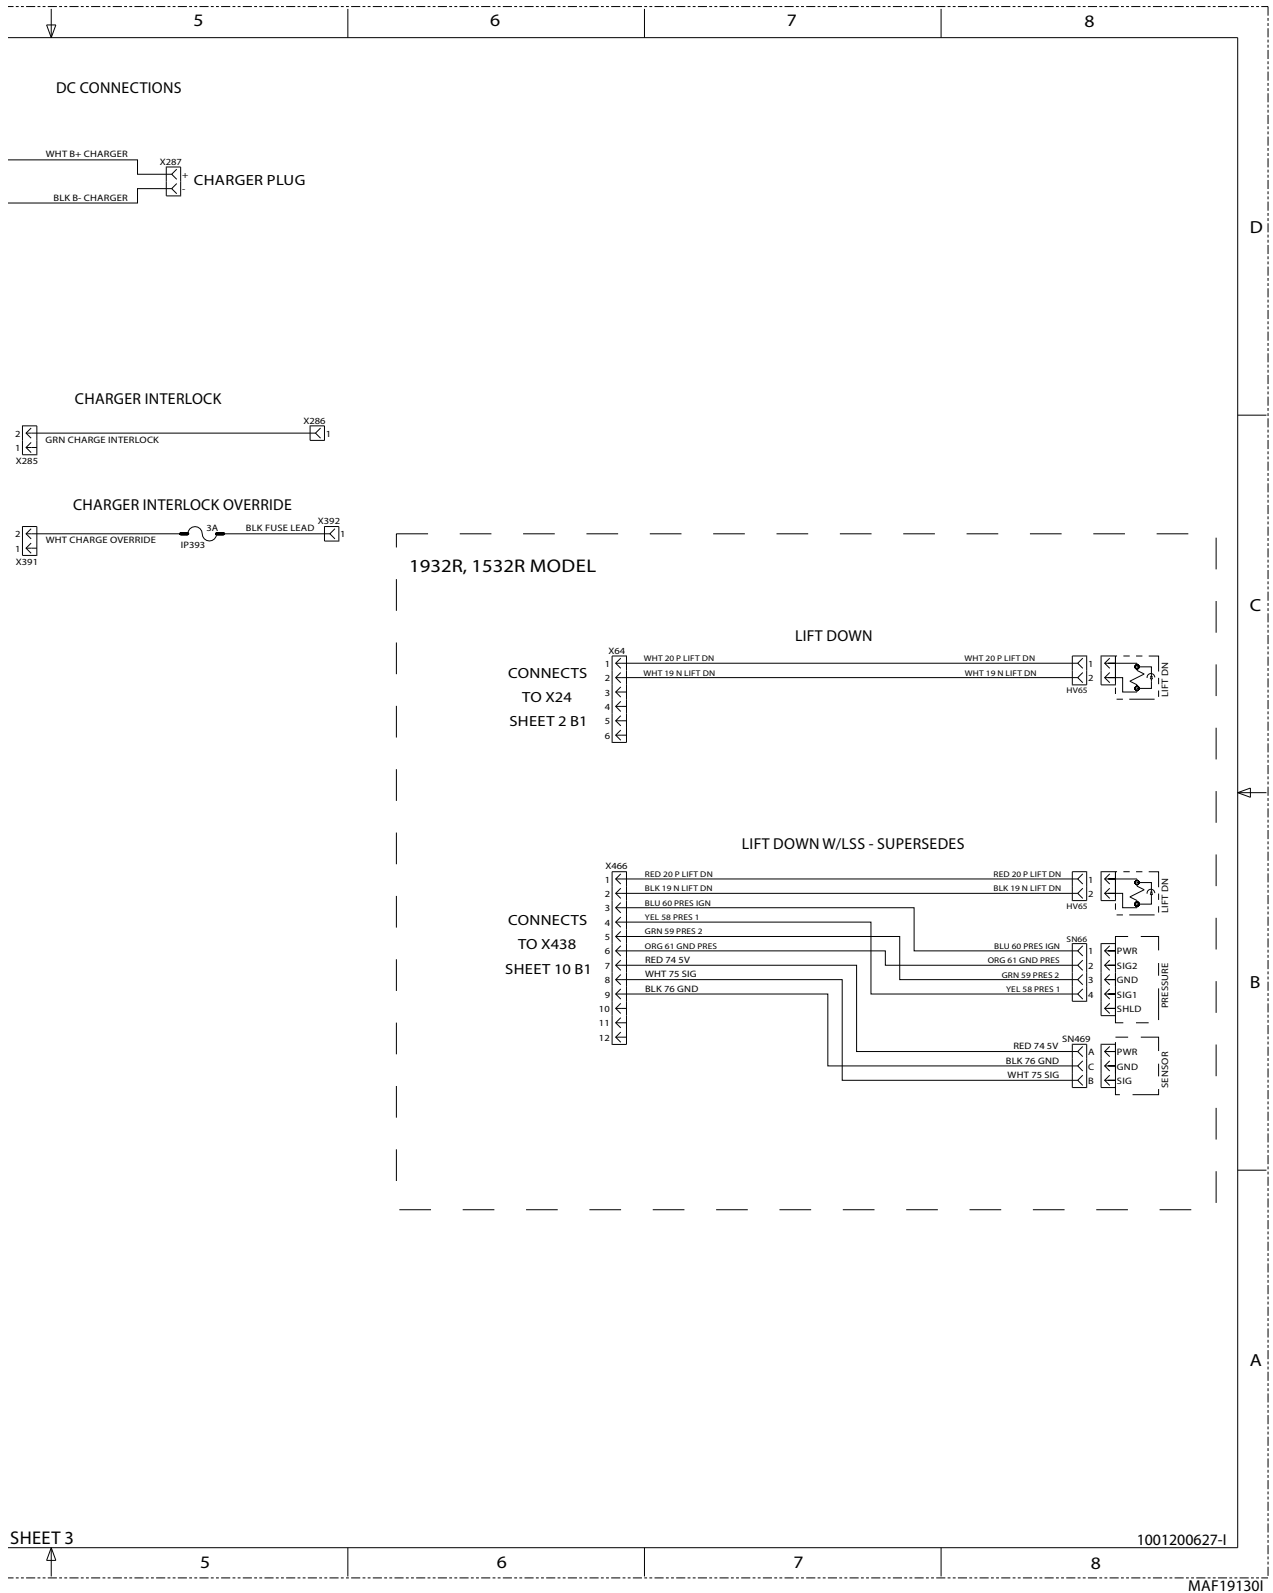 5 6 7 8
DC CONNECTIONS
WHT B+ CHARGER
X287
+
CHARGER PLUG
-
BLK B- CHARGER
D
CHARGER INTERLOCK
X286
2 1
GRN CHARGE INTERLOCK
1
X285
CHARGER INTERLOCK OVERRIDE
X392
2 3A BLK FUSE LEAD 1
WHT CHARGE OVERRIDE
IP393
1
X391
1932R, 1532R MODEL
C
LIFT DOWN
CONNECTS
TO X24
SHEET 2 B1
X64
1 WHT 20 P LIFT DN WHT 20 P LIFT DN 1
2 WHT 19 N LIFT DN WHT 19 N LIFT DN 2
3
4
5
6
HV65
LIFT DN
LIFT DOWN W/LSS - SUPERSEDES
CONNECTS
TO X438
SHEET 10 B1
X466
1 RED 20 P LIFT DN RED 20 P LIFT DN 1
2 BLK 19 N LIFT DN BLK 19 N LIFT DN 2
HV65
LIFT DN
3 BLU 60 PRES IGN
4 YEL 58 PRES 1
5 GRN 59 PRES 2
6 ORG 61 GND PRES
7 RED 74 5V
8 WHT 75 SIG
9 BLK 76 GND
10
11
12
SN66
BLU 60 PRES IGN 1 PWR
ORG 61 GND PRES 2 SIG2
GRN 59 PRES 2 3 GND
YEL 58 PRES 1 4 SIG1
SHLD
PRESSURE
B
SN469
RED 74 5V A PWR
BLK 76 GND C GND
WHT 75 SIG B SIG
SENSOR
A
SHEET 3
1001200627-I
5 6 7 8
MAF19130I